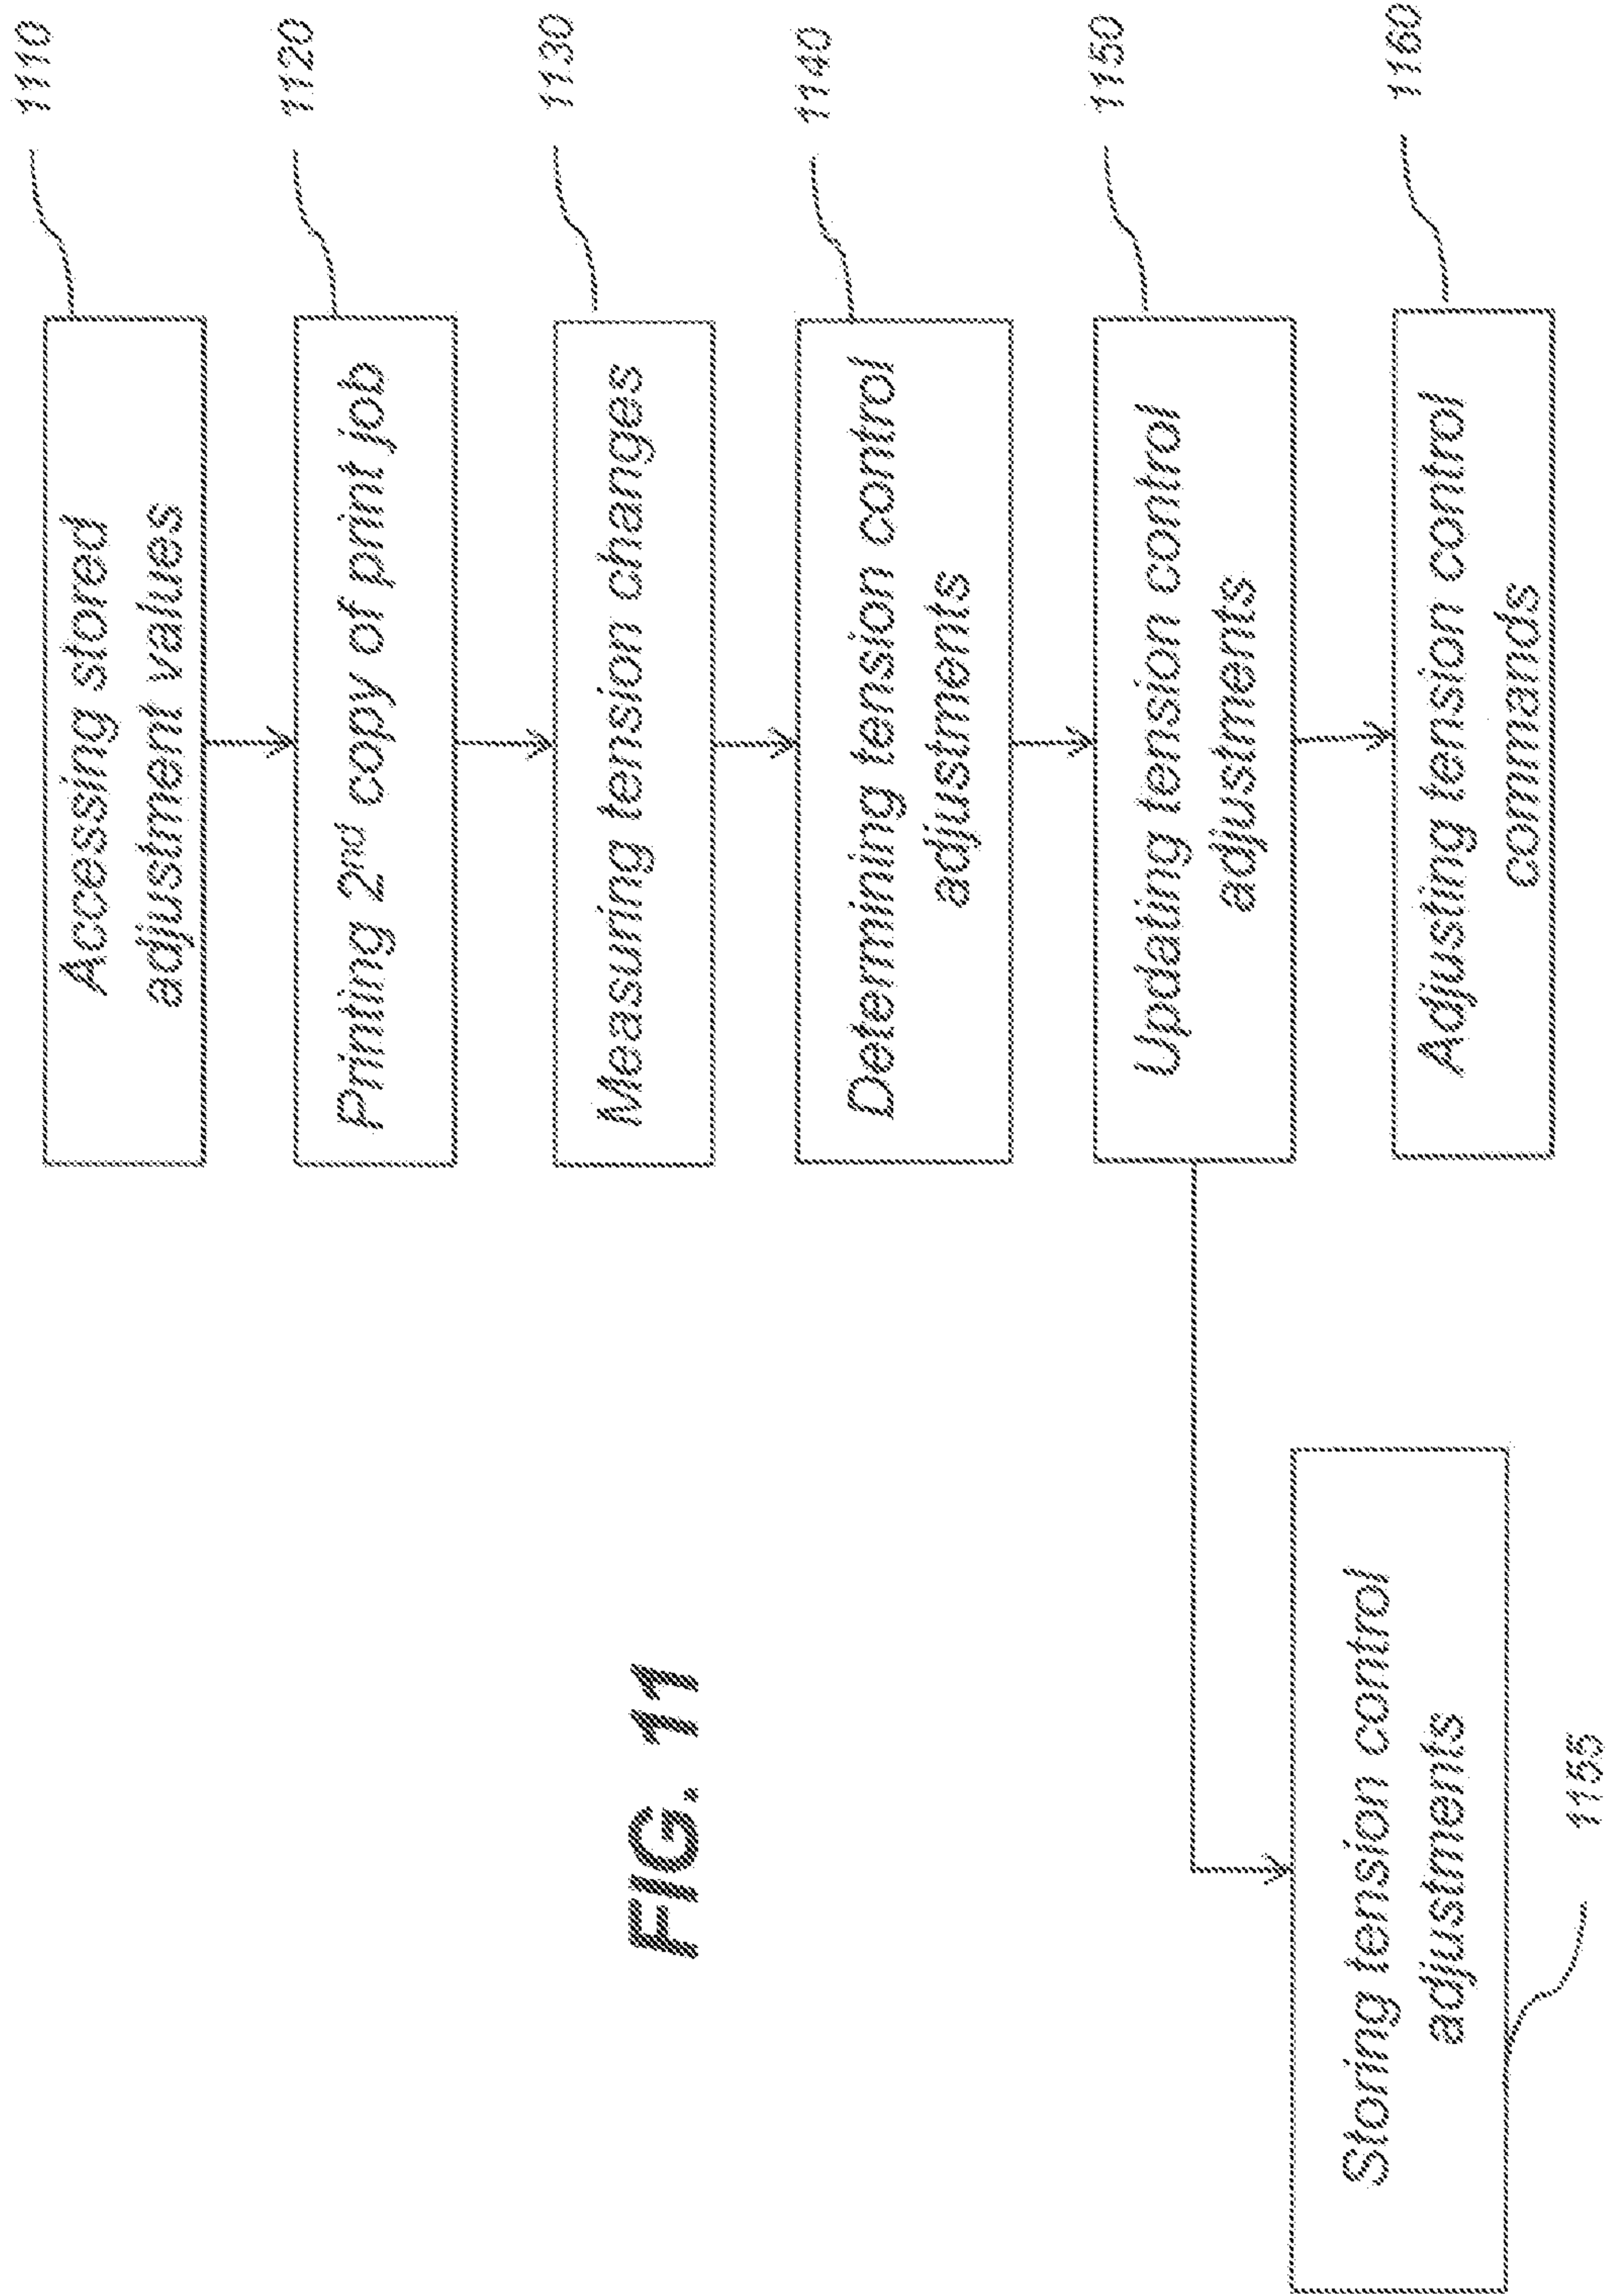 Accessing stored
adjustment values
1110
Printing 2nd copy of print job
1120
Measuring tension changes
1130
Determining tension control
adjustments
1140
Updating tension control
adjustments
1150
Adjusting tension control
commands
1160
Storing tension control
adjustments
1155
FIG. 11